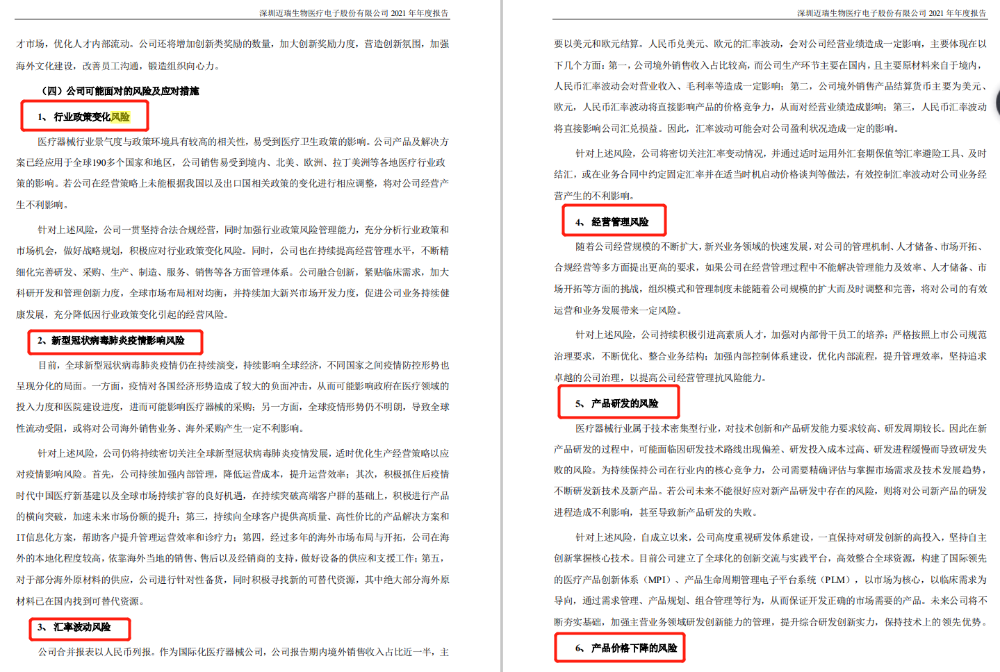 深圳迈瑞生物医疗电子股份有限公司 2021 年年度报告
才市场，优化人才内部流动。公司还将增加创新类奖励的数量，加大创新奖励力度，营造创新氛围，加强
海外文化建设，改善员工沟通，锻造组织向心力。
（四）公司可能面对的风险及应对措施
1、 行业政策变化风险
医疗器械行业景气度与政策环境具有较高的相关性，易受到医疗卫生政策的影响。公司产品及解决方
案已经应用于全球190多个国家和地区，公司销售易受到境内、北美、欧洲、拉丁美洲等各地医疗行业政
策的影响。若公司在经营策略上未能根据我国以及出口国相关政策的变化进行相应调整，将对公司经营产
生不利影响。
针对上述风险，公司一贯坚持合法合规经营，同时加强行业政策风险管理能力，充分分析行业政策和
市场机会，做好战略规划，积极应对行业政策变化风险。同时，公司也在持续提高经营管理水平，不断精
细化完善研发、采购、生产、制造、服务、销售等各方面管理体系。公司融合创新，紧贴临床需求，加大
科研开发和管理创新力度，全球市场布局相对均衡，并持续加大新兴市场开发力度，促进公司业务持续健
康发展，充分降低因行业政策变化引起的经营风险。
2、新型冠状病毒肺炎疫情影响风险
目前，全球新型冠状病毒肺炎疫情仍在持续演变，持续影响全球经济，不同国家之间疫情防控形势也
呈现分化的局面。一方面，疫情对各国经济形势造成了较大的负面冲击，从而可能影响政府在医疗领域的
投入力度和医院建设进度，进而可能影响医疗器械的采购；另一方面，全球疫情形势仍不明朗，导致全球
性流动受阻，或将对公司海外销售业务、海外采购产生一定不利影响。
针对上述风险，公司仍将持续密切关注全球新型冠状病毒肺炎疫情发展，适时优化生产经营策略以应
对疫情影响风险。首先，公司持续加强内部管理，降低运营成本，提升运营效率；其次，积极抓住后疫情
时代中国医疗新基建以及全球市场持续扩容的良好机遇，在持续突破高端客户群的基础上，积极进行产品
的横向突破，加速未来市场份额的提升；第三，持续向全球客户提供高质量、高性价比的产品解决方案和
IT信息化方案，帮助客户提升管理运营效率和诊疗力；第四，经过多年的海外市场布局与开拓，公司在海
外的本地化程度较高，依靠海外当地的销售、售后以及经销商的支持，做好设备的供应和支援工作；第五，
对于部分海外原材料的供应，公司进行针对性备货，同时积极寻找新的可替代资源，其中绝大部分海外原
材料已在国内找到可替代资源。
3、 汇率波动风险
公司合并报表以人民币列报。作为国际化医疗器械公司，公司报告期内境外销售收入占比近一半，主
深圳迈瑞生物医疗电子股份有限公司 2021 年年度报告
要以美元和欧元结算。人民币兑美元、欧元的汇率波动，会对公司经营业绩造成一定影响，主要体现在以
下几个方面：第一，公司境外销售收入占比较高，而公司生产环节主要在国内，且主要原材料来自于境内，
人民币汇率波动会对营业收入、毛利率等造成一定影响；第二，公司境外销售产品结算货币主要为美元、
欧元，人民币汇率波动将直接影响产品的价格竞争力，从而对经营业绩造成影响；第三，人民币汇率波动
将直接影响公司汇兑损益。因此，汇率波动可能会对公司盈利状况造成一定的影响。
针对上述风险，公司将密切关注汇率变动情况，并通过适时运用外汇套期保值等汇率避险工具、及时
结汇，或在业务合同中约定固定汇率并在适当时机启动价格谈判等做法，有效控制汇率波动对公司业务经
营产生的不利影响。
4、 经营管理风险
随着公司经营规模的不断扩大，新兴业务领域的快速发展，对公司的管理机制、人才储备、市场开拓、
合规经营等多方面提出更高的要求，如果公司在经营管理过程中不能解决管理能力及效率、人才储备、市
场开拓等方面的挑战，组织模式和管理制度未能随着公司规模的扩大而及时调整和完善，将对公司的有效
运营和业务发展带来一定风险。
针对上述风险，公司持续积极引进高素质人才，加强对内部骨干员工的培养；严格按照上市公司规范
治理要求，不断优化、整合业务结构；加强内部控制体系建设，优化内部流程，提升管理效率，坚持追求
卓越的公司治理，以提高公司经营管理抗风险能力。
5、 产品研发的风险
医疗器械行业属于技术密集型行业，对技术创新和产品研发能力要求较高、研发周期较长。因此在新
产品研发的过程中，可能面临因研发技术路线出现偏差、研发投入成本过高、研发进程缓慢而导致研发失
败的风险。为持续保持公司在行业内的核心竞争力，公司需要精确评估与掌握市场需求及技术发展趋势，
不断研发新技术及新产品。若公司未来不能很好应对新产品研发中存在的风险，则将对公司新产品的研发
进程造成不利影响，甚至导致新产品研发的失败。
针对上述风险，自成立以来，公司高度重视研发体系建设，一直保持对研发创新的高投入，坚持自主
创新掌握核心技术。目前公司建立了全球化的创新交流与实践平台，高效整合全球资源，构建了国际领先
的医疗产品创新体系（MPI）、产品生命周期管理电子平台系统（PLM），以市场为核心，以临床需求为
导向，通过需求管理、产品规划、组合管理等行为，从而保证开发正确的市场需要的产品。未来公司将不
断夯实基础，加强主营业务领域研发创新能力的管理，提升综合研发创新实力，保持技术上的领先优势。
6、 产品价格下降的风险